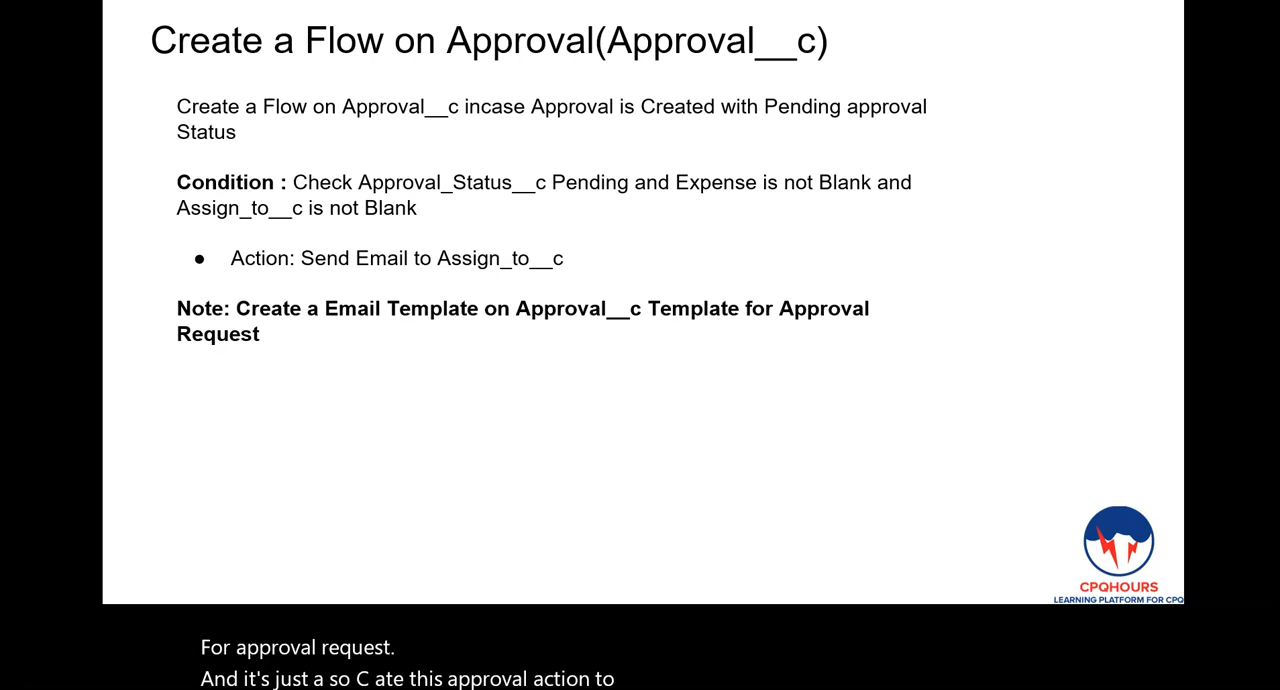 Create a Flow on Approval(Approval__c)
Create a Flow on Approval__c incase Approval is Created with Pending approval
Status
Condition : Check Approval_Status__c Pending and Expense is not Blank and
Assign_to__c is not Blank
● Action: Send Email to Assign_to__c
Note: Create a Email Template on Approval__c Template for Approval
Request
CPQHOURS
LEARNING PLATFORM FOR CPQ
For approval request.
And it's just a so C ate this approval action to